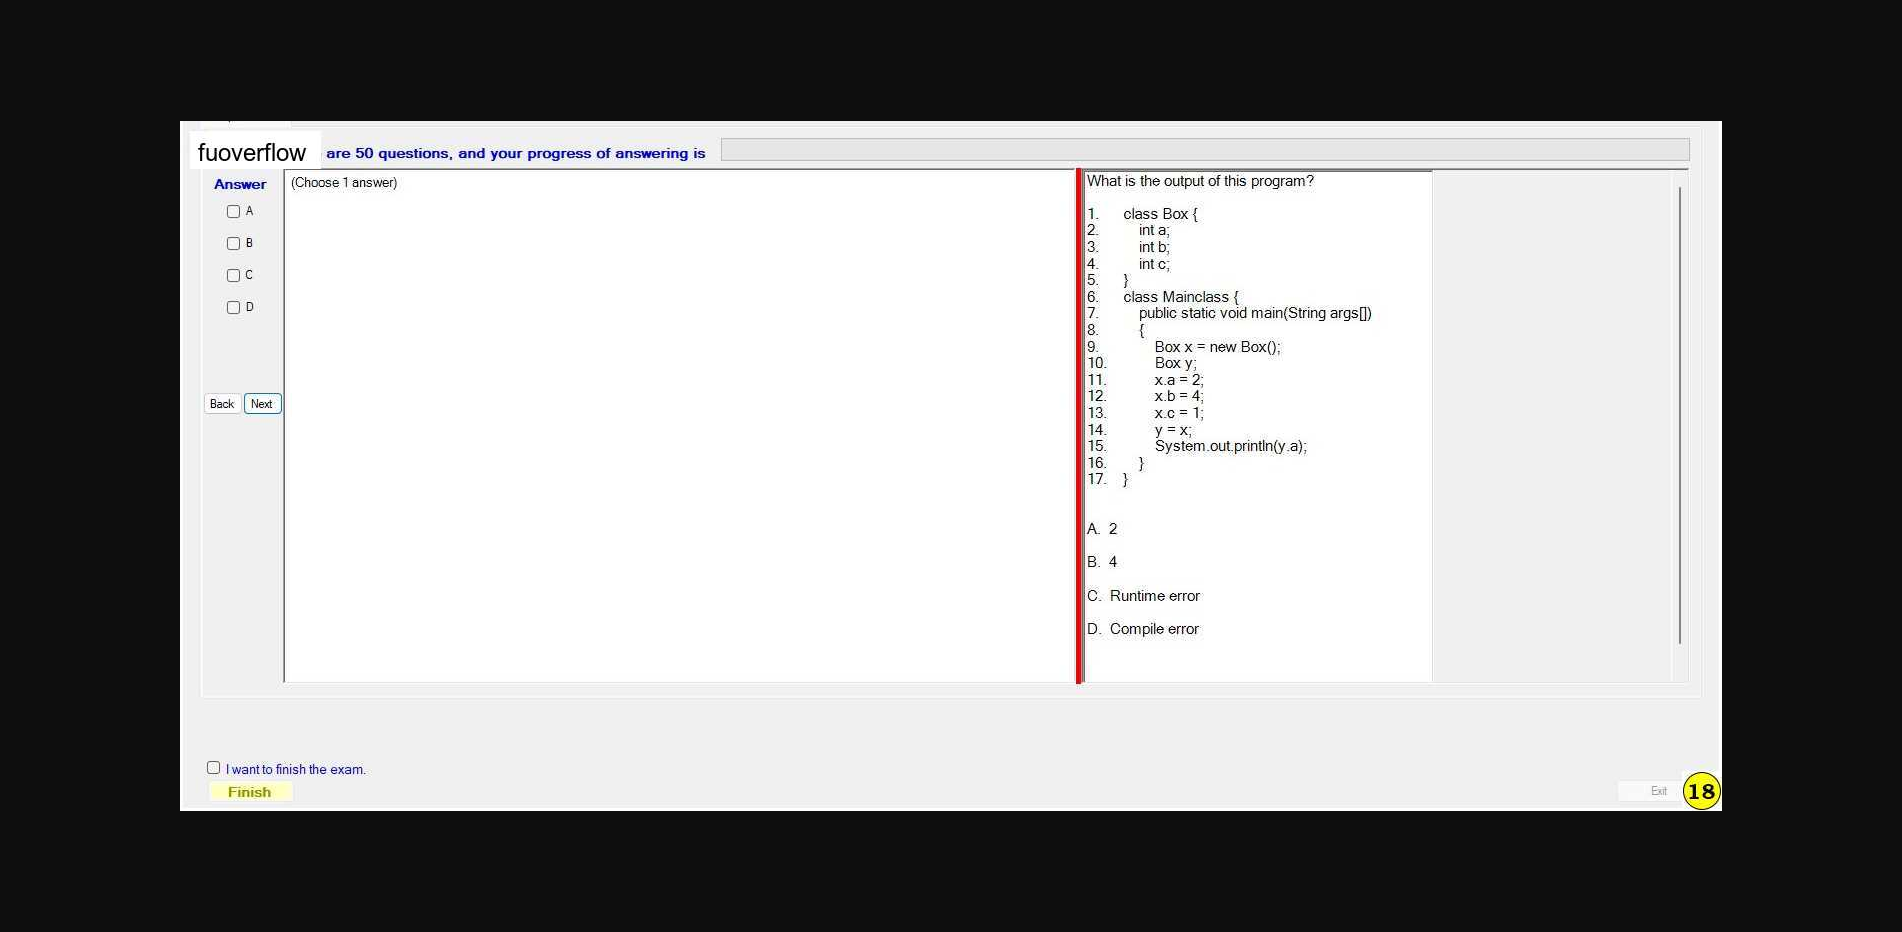 fuoverflow are 50 questions, and your progress of answering is
Answer
A
B
C
D
Back Next
(Choose 1 answer)
What is the output of this program?
1. class Box {
2. int a;
3. int b;
4. int c;
5. }
6. class Mainclass {
7. public static void main(String args[])
8. {
9. Box x = new Box();
10. Box y;
11. x.a = 2;
12. x.b = 4;
13. x.c = 1;
14. y = x;
15. System.out.println(y.a);
16. }
17. }
A. 2
B. 4
C. Runtime error
D. Compile error
I want to finish the exam.
Finish
Exit
18